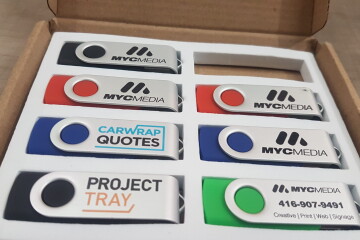 MYCMEDIA
MYCMEDIA
MYCMEDIA
CARWRAP
QUOTES
MYCMEDIA
PROJECT
TRAY
MYCMEDIA
416-907-9491
Creative | Print | Web | Signage